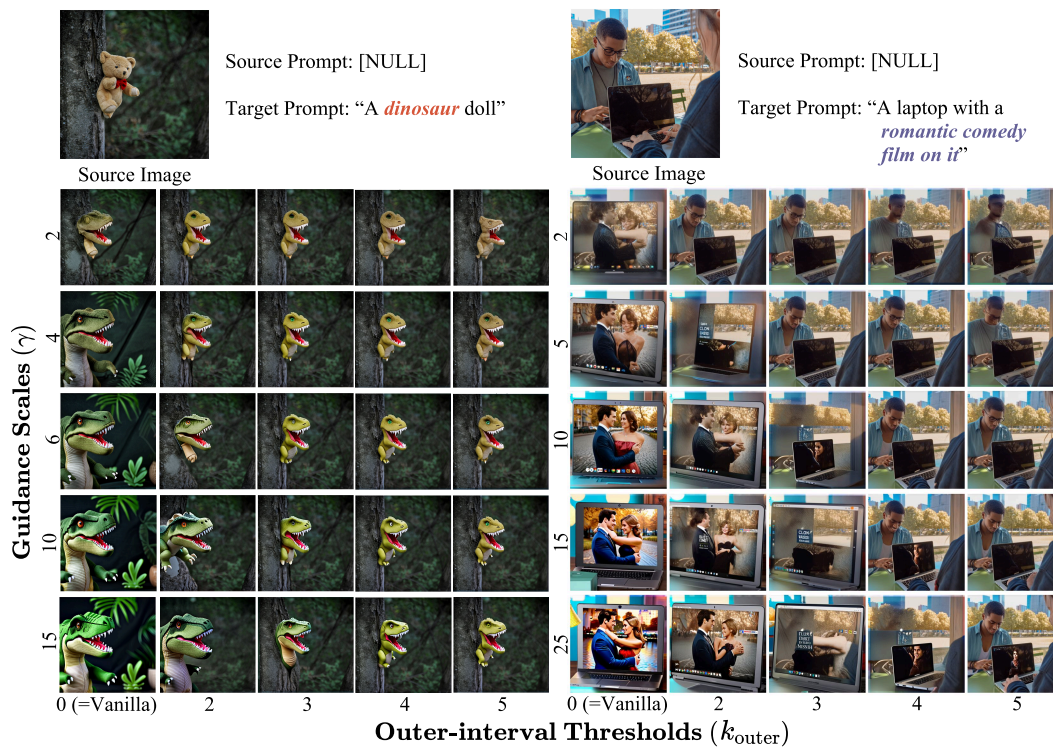 Source Prompt: [NULL]
Target Prompt: “A dinosaur doll”
Source Image
Source Prompt: [NULL]
Target Prompt: “A laptop with a
romantic comedy
film on it”
Source Image
Guidance Scales (γ)
2
4
6
10
15
0 (=Vanilla)
2
3
4
5
2
5
10
15
25
0 (=Vanilla)
2
3
4
5
Outer-interval Thresholds (k_outer)